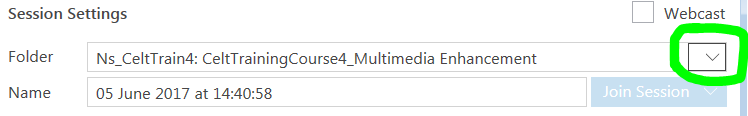 Session Settings Webcast
Folder Ns_CeltTrain4: CeltTrainingCourse4_Multimedia Enhancement
Name 05 June 2017 at 14:40:58 Join Session